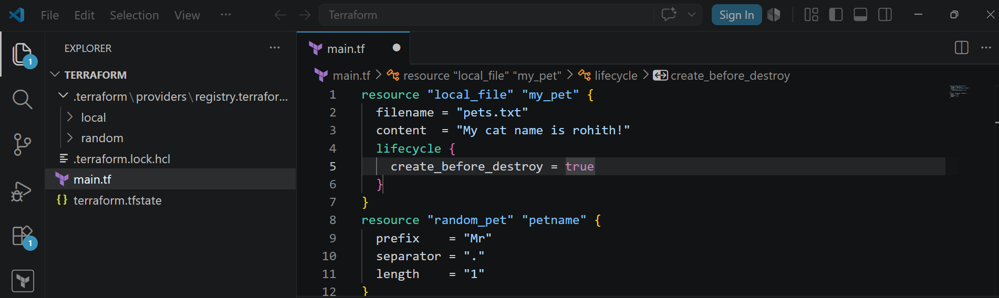 File Edit Selection View ···
Terraform
Sign In
EXPLORER ···
TERRAFORM
.terraform\providers\registry.terrafor...
local
random
.terraform.lock.hcl
main.tf
{} terraform.tfstate
1
1
main.tf
main.tf > resource "local_file" "my_pet" > lifecycle > create_before_destroy
1 resource "local_file" "my_pet" {
2 filename = "pets.txt"
3 content = "My cat name is rohith!"
4 lifecycle {
5 create_before_destroy = true
6 }
7 }
8 resource "random_pet" "petname" {
9 prefix = "Mr"
10 separator = "."
11 length = "1"
12 }